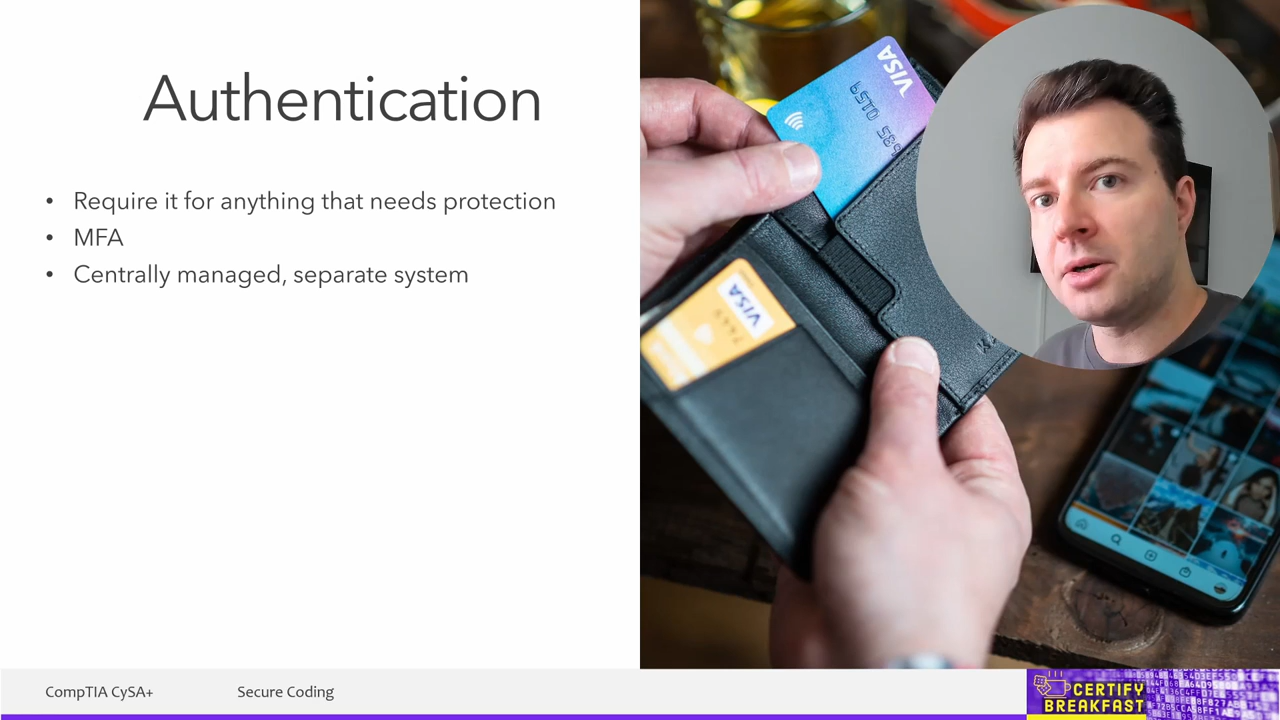 Authentication
• Require it for anything that needs protection
• MFA
• Centrally managed, separate system
VISA
VISA
CompTIA CySA+
Secure Coding
CERTIFY
BREAKFAST